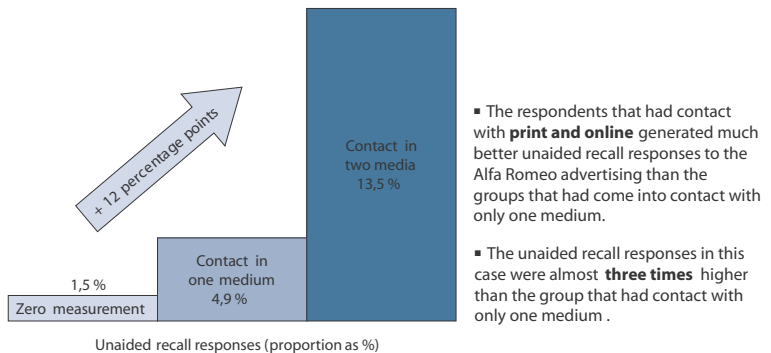 + 12 percentage points
Contact in
two media
13,5 %
Contact in
one medium
4,9 %
1,5 %
Zero measurement
Unaided recall responses (proportion as %)
▪ The respondents that had contact
with print and online generated much
better unaided recall responses to the
Alfa Romeo advertising than the
groups that had come into contact with
only one medium.
▪ The unaided recall responses in this
case were almost three times higher
than the group that had contact with
only one medium .